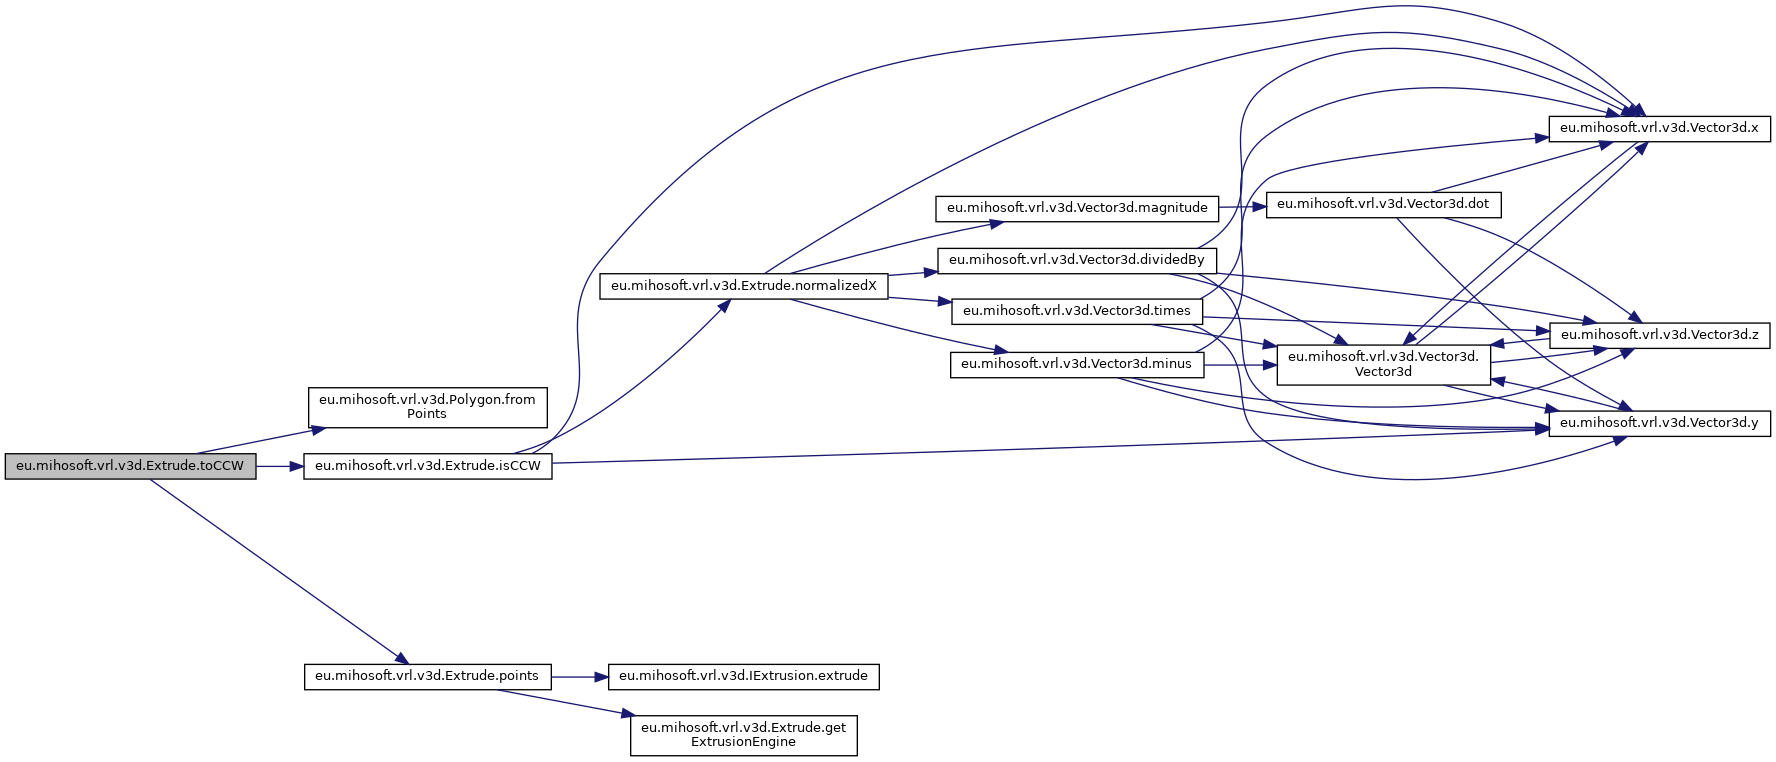 eu.mihosoft.vrl.v3d.Vector3d.x
eu.mihosoft.vrl.v3d.Vector3d.magnitude
eu.mihosoft.vrl.v3d.Vector3d.dot
eu.mihosoft.vrl.v3d.Vector3d.dividedBy
eu.mihosoft.vrl.v3d.Extrude.normalizedX
eu.mihosoft.vrl.v3d.Vector3d.times
eu.mihosoft.vrl.v3d.Vector3d.z
eu.mihosoft.vrl.v3d.Vector3d.minus
eu.mihosoft.vrl.v3d.Vector3d.
Vector3d
eu.mihosoft.vrl.v3d.Polygon.from
Points
eu.mihosoft.vrl.v3d.Vector3d.y
eu.mihosoft.vrl.v3d.Extrude.toCCW
eu.mihosoft.vrl.v3d.Extrude.isCCW
eu.mihosoft.vrl.v3d.Extrude.points
eu.mihosoft.vrl.v3d.IExtrusion.extrude
eu.mihosoft.vrl.v3d.Extrude.get
ExtrusionEngine